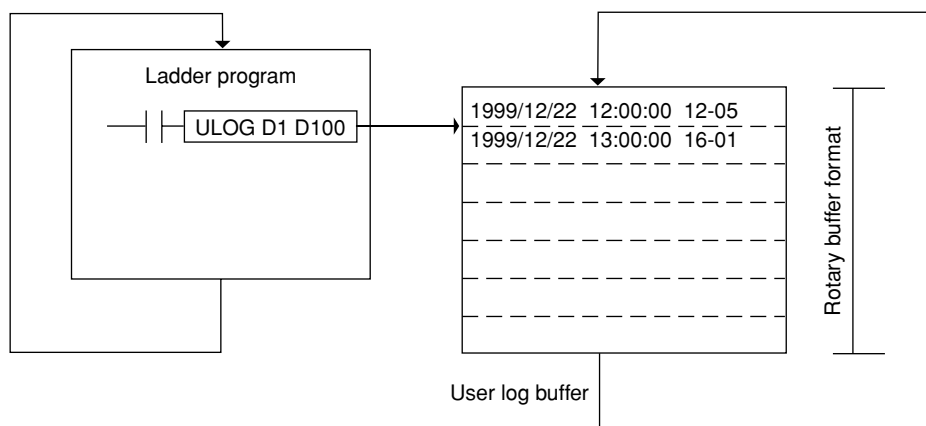 Ladder program
ULOG D1 D100
1999/12/22 12:00:00 12-05
1999/12/22 13:00:00 16-01
Rotary buffer format
User log buffer